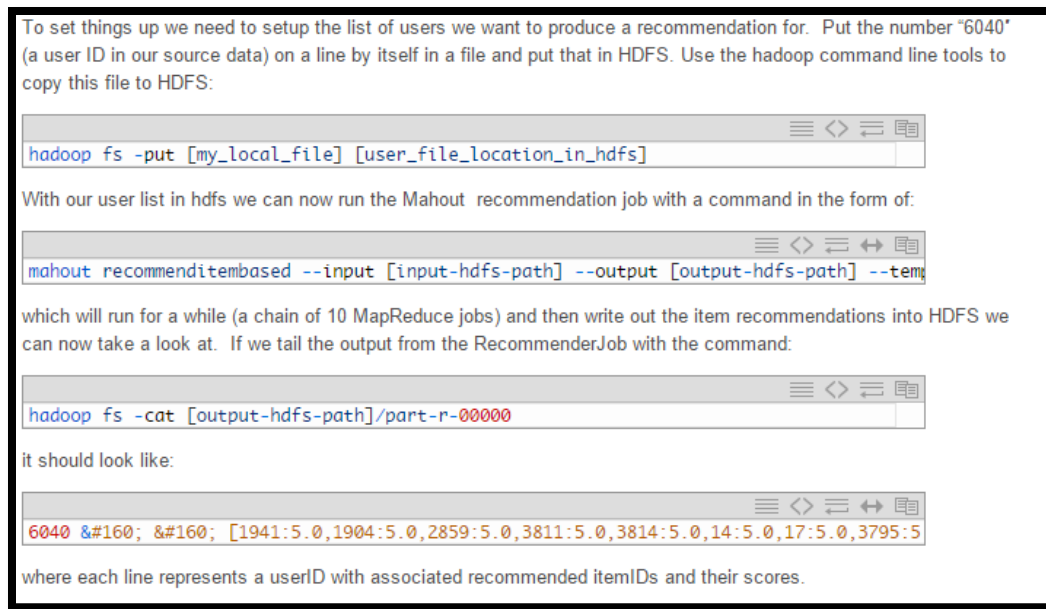 To set things up we need to setup the list of users we want to produce a recommendation for.  Put the number “6040″
(a user ID in our source data) on a line by itself in a file and put that in HDFS. Use the hadoop command line tools to
copy this file to HDFS:
hadoop fs -put [my_local_file] [user_file_location_in_hdfs]
With our user list in hdfs we can now run the Mahout  recommendation job with a command in the form of:
mahout recommenditembased --input [input-hdfs-path] --output [output-hdfs-path] --tem
which will run for a while (a chain of 10 MapReduce jobs) and then write out the item recommendations into HDFS we
can now take a look at.  If we tail the output from the RecommenderJob with the command:
hadoop fs -cat [output-hdfs-path]/part-r-00000
it should look like:
6040 &#160; &#160; [1941:5.0,1904:5.0,2859:5.0,3811:5.0,3814:5.0,14:5.0,17:5.0,3795:5
where each line represents a userID with associated recommended itemIDs and their scores.